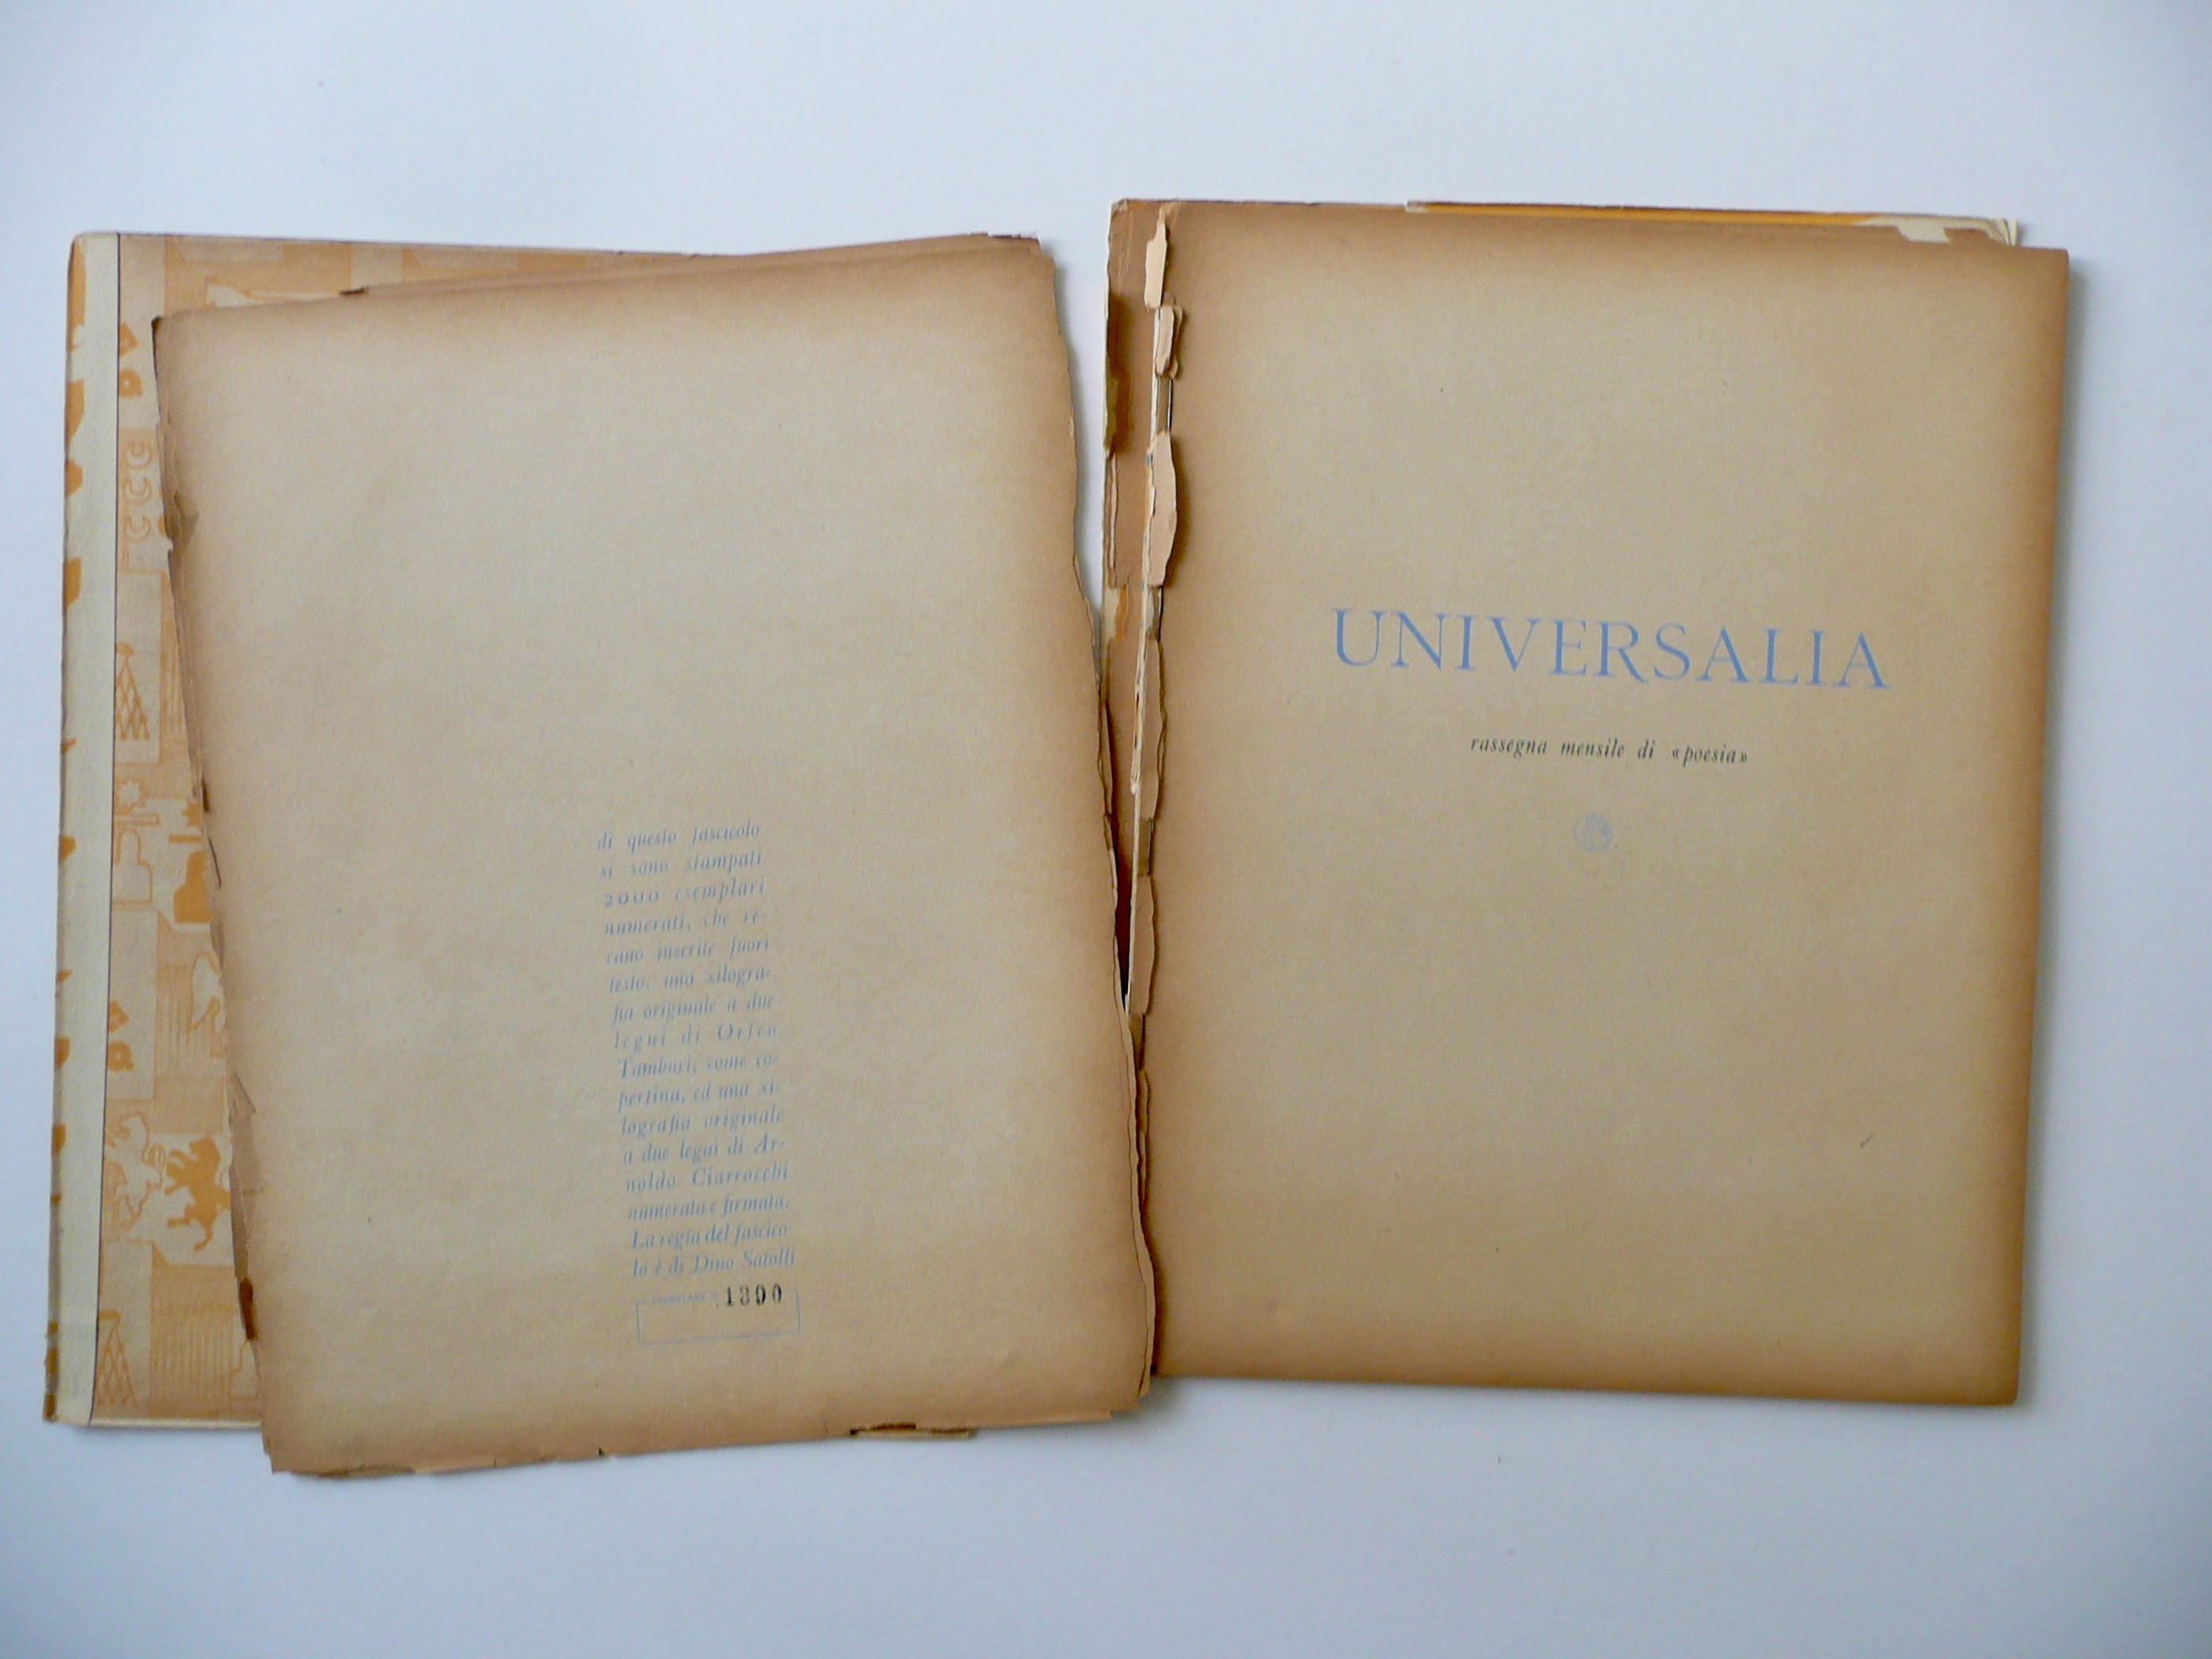 di questo fascicolo
si sono stampati
2000 esemplari
numerati, che re-
cano inserite fuori
testo, una xilogra-
fia originale a due
legni di Orfeo
Tamburi, come co-
pertina, ed una xi-
lografia originale
a due legni di Ar-
noldo Ciarrocchi
numerata e firmata.
La regia del fascico-
lo è di Dino Satolli
1390
UNIVERSALIA
rassegna mensile di «poesia»